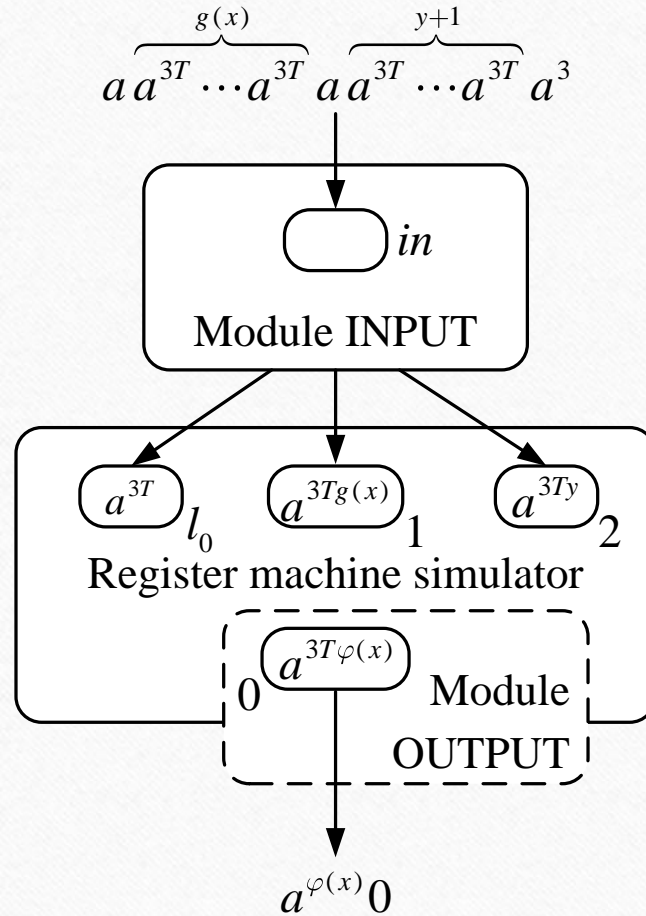 g(x) y+1
a a^{3T} ⋯ a^{3T} a a^{3T} ⋯ a^{3T} a^3
in
Module INPUT
a^{3T} l_0 a^{3Tg(x)} 1 a^{3Ty} 2
Register machine simulator
0 a^{3Tφ(x)} Module
OUTPUT
a^{φ(x)}0